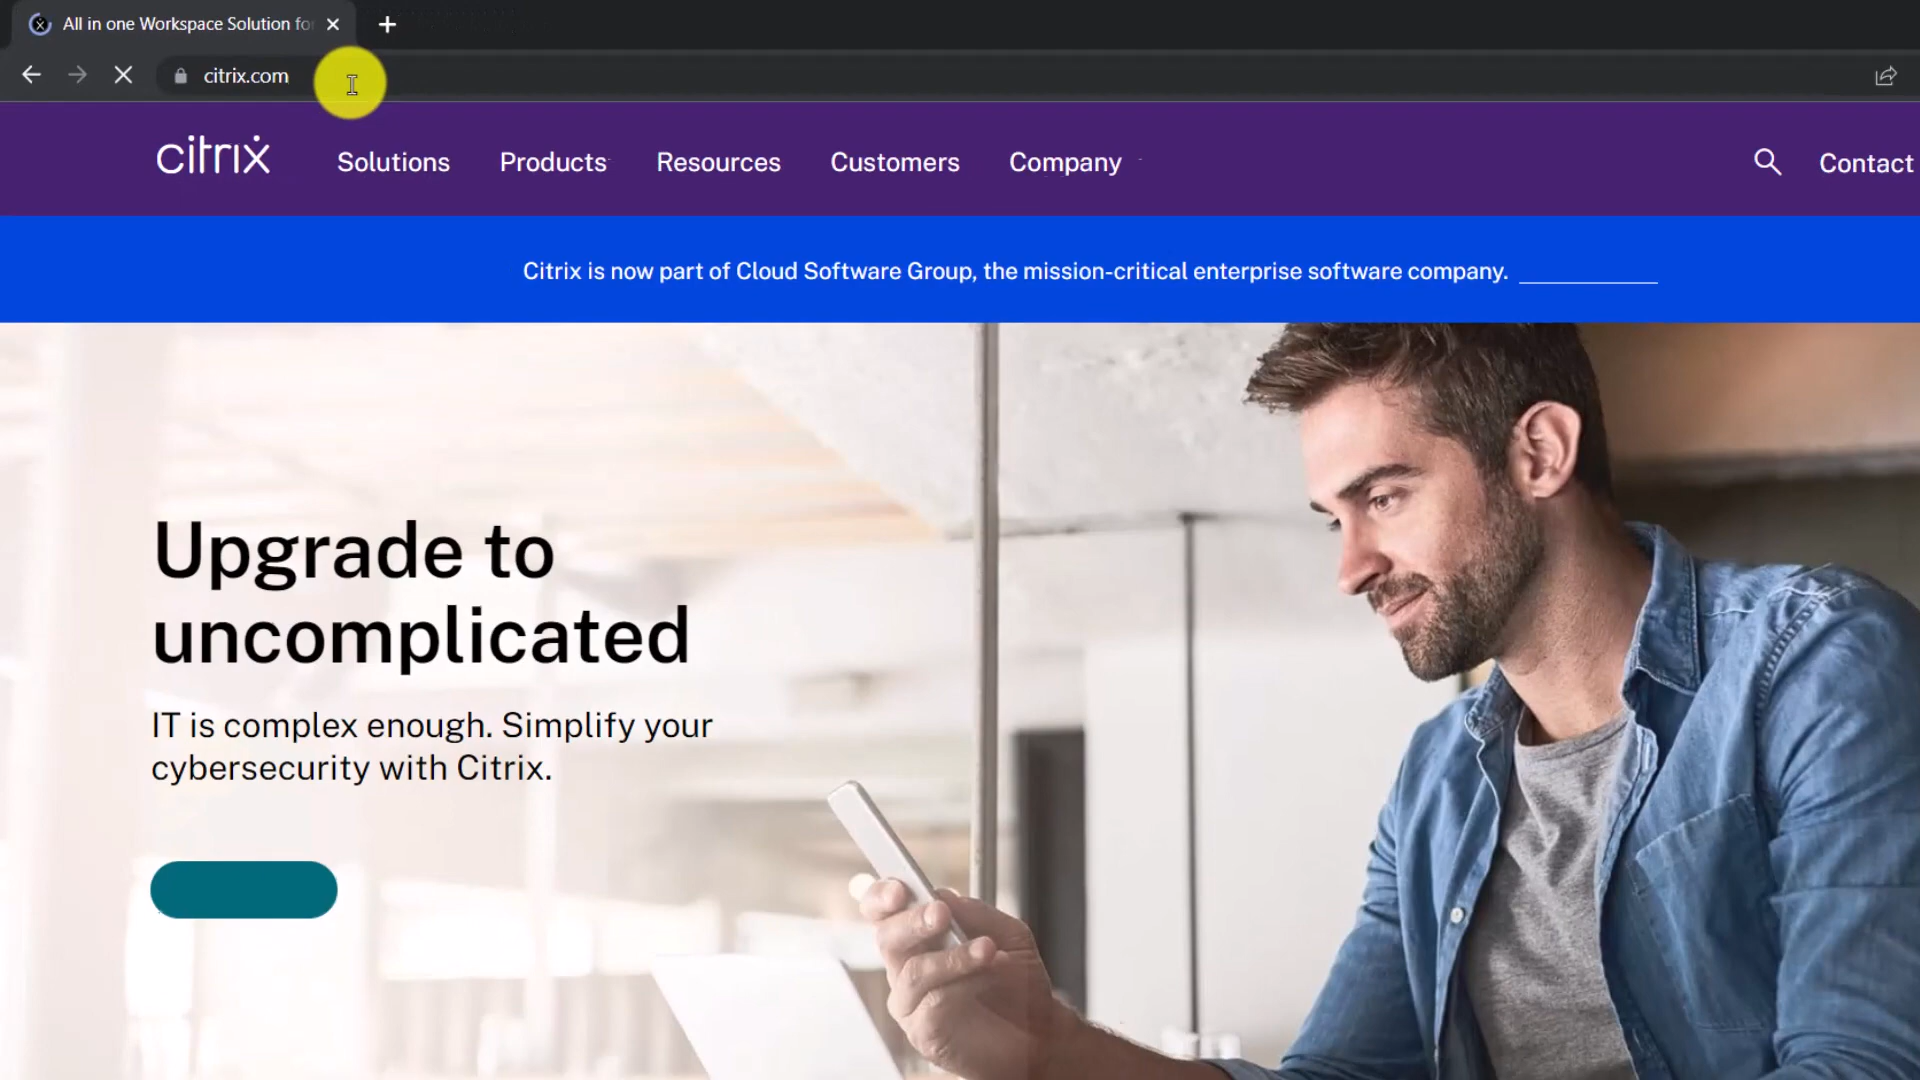 All in one Workspace Solution for
citrix.com
citrix
Solutions Products Resources Customers Company Contact
Citrix is now part of Cloud Software Group, the mission-critical enterprise software company.
Upgrade to
uncomplicated
IT is complex enough. Simplify your
cybersecurity with Citrix.